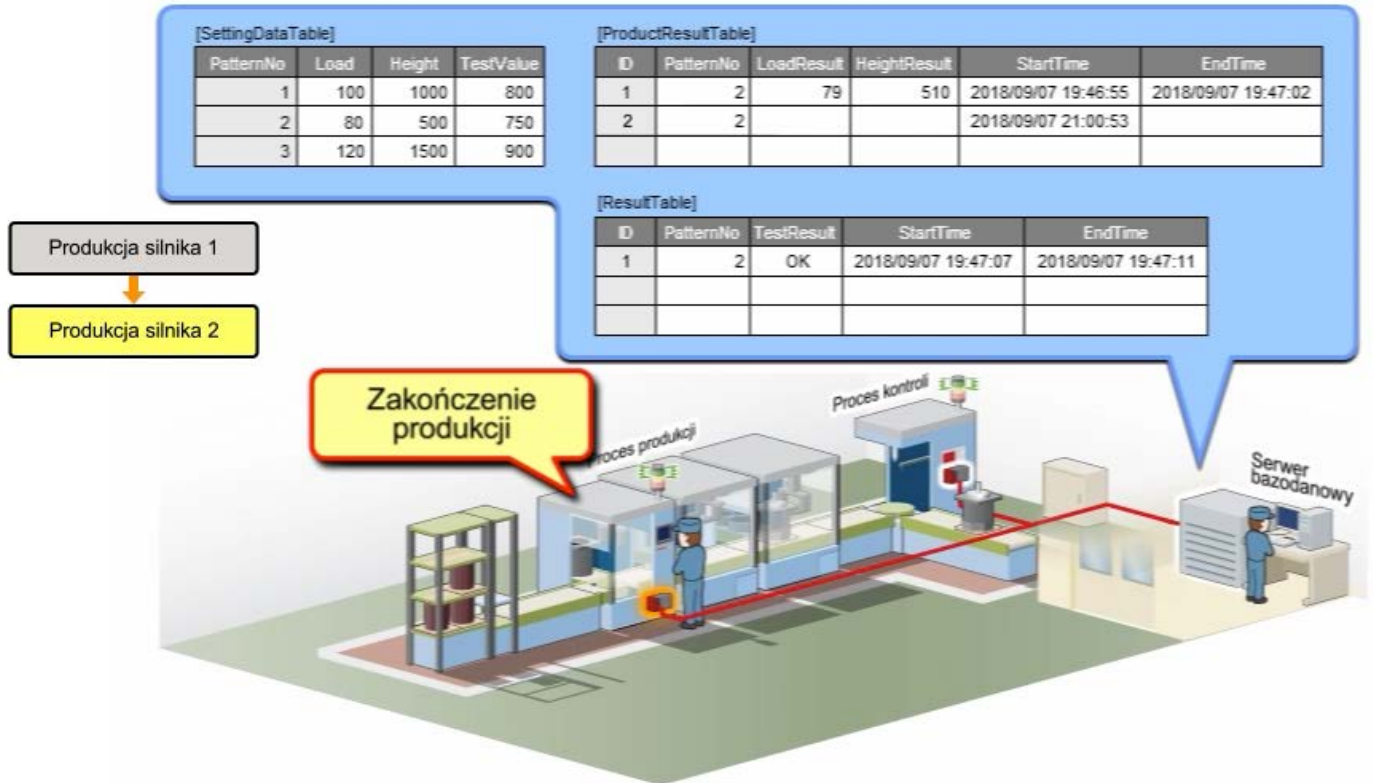 [SettingDataTable]
PatternNo Load Height TestValue
1 100 1000 800
2 80 500 750
3 120 1500 900
[ProductResultTable]
ID PatternNo LoadResult HeightResult StartTime EndTime
1 2 79 510 2018/09/07 19:46:55 2018/09/07 19:47:02
2 2 2018/09/07 21:00:53
[ResultTable]
ID PatternNo TestResult StartTime EndTime
1 2 OK 2018/09/07 19:47:07 2018/09/07 19:47:11
Produkcja silnika 1
Produkcja silnika 2
Zakończenie
produkcji
Proces produkcji
Proces kontroli
Serwer
bazodanowy